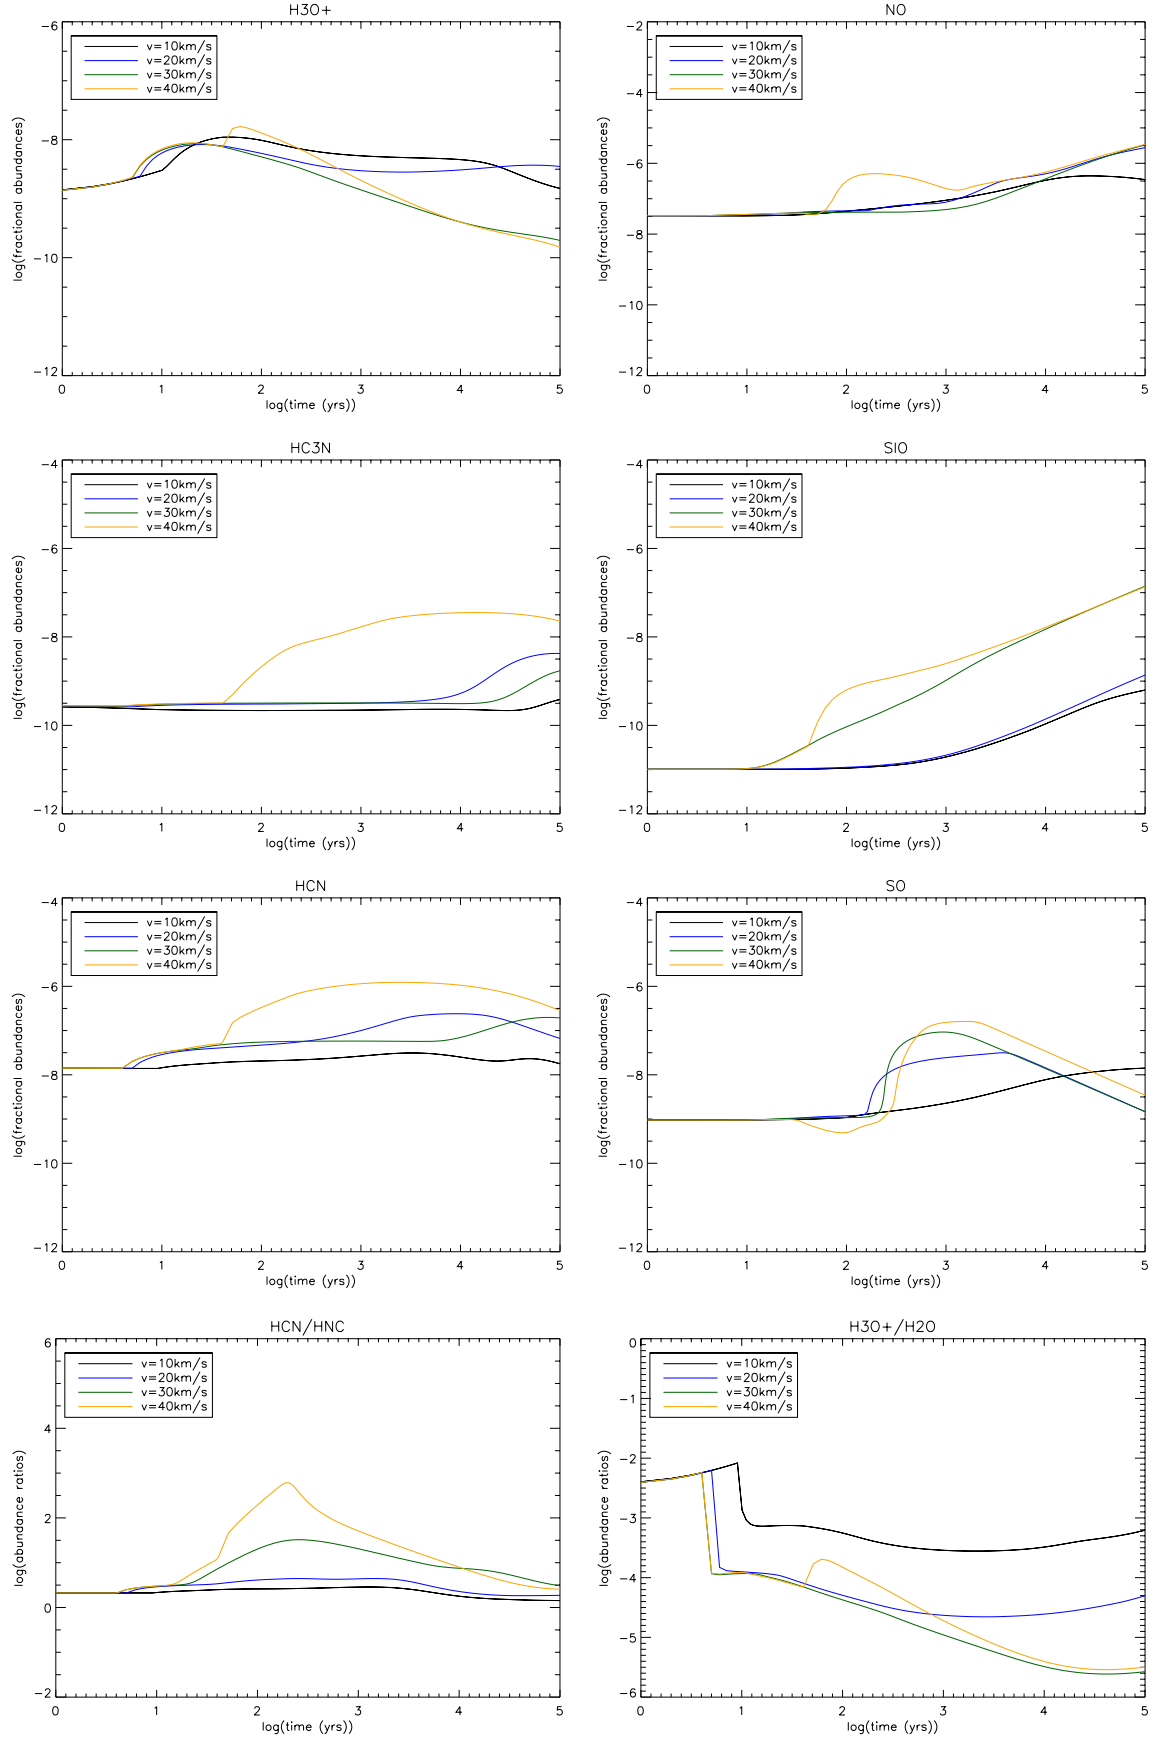 H3O+
-6
-8
-10
-12
log(fractional abundances)
v=10km/s
v=20km/s
v=30km/s
v=40km/s
0 1 2 3 4 5
log(time (yrs))
NO
-2
-4
-6
-8
-10
-12
log(fractional abundances)
v=10km/s
v=20km/s
v=30km/s
v=40km/s
0 1 2 3 4 5
log(time (yrs))
HC3N
-4
-6
-8
-10
-12
log(fractional abundances)
v=10km/s
v=20km/s
v=30km/s
v=40km/s
0 1 2 3 4 5
log(time (yrs))
SIO
-4
-6
-8
-10
-12
log(fractional abundances)
v=10km/s
v=20km/s
v=30km/s
v=40km/s
0 1 2 3 4 5
log(time (yrs))
HCN
-4
-6
-8
-10
-12
log(fractional abundances)
v=10km/s
v=20km/s
v=30km/s
v=40km/s
0 1 2 3 4 5
log(time (yrs))
SO
-4
-6
-8
-10
-12
log(fractional abundances)
v=10km/s
v=20km/s
v=30km/s
v=40km/s
0 1 2 3 4 5
log(time (yrs))
HCN/HNC
6
4
2
0
-2
log(abundance ratios)
v=10km/s
v=20km/s
v=30km/s
v=40km/s
0 1 2 3 4 5
log(time (yrs))
H3O+/H2O
0
-1
-2
-3
-4
-5
-6
log(abundance ratios)
v=10km/s
v=20km/s
v=30km/s
v=40km/s
0 1 2 3 4 5
log(time (yrs))